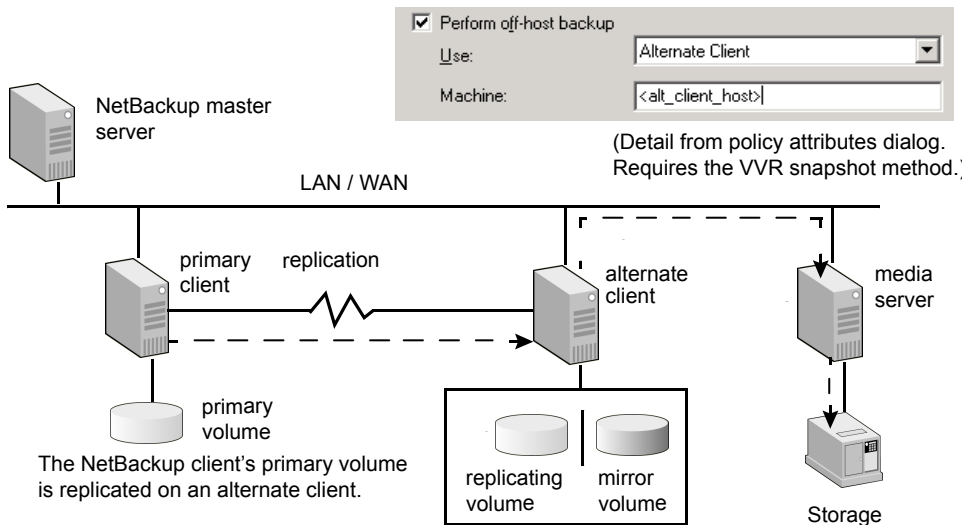 Perform off-host backup
Use:
Alternate Client
Machine:
<alt_client_host>
(Detail from policy attributes dialog.
Requires the VVR snapshot method.)
NetBackup master
server
LAN / WAN
primary
client
replication
alternate
client
media
server
primary
volume
The NetBackup client’s primary volume
is replicated on an alternate client.
replicating
volume
mirror
volume
Storage